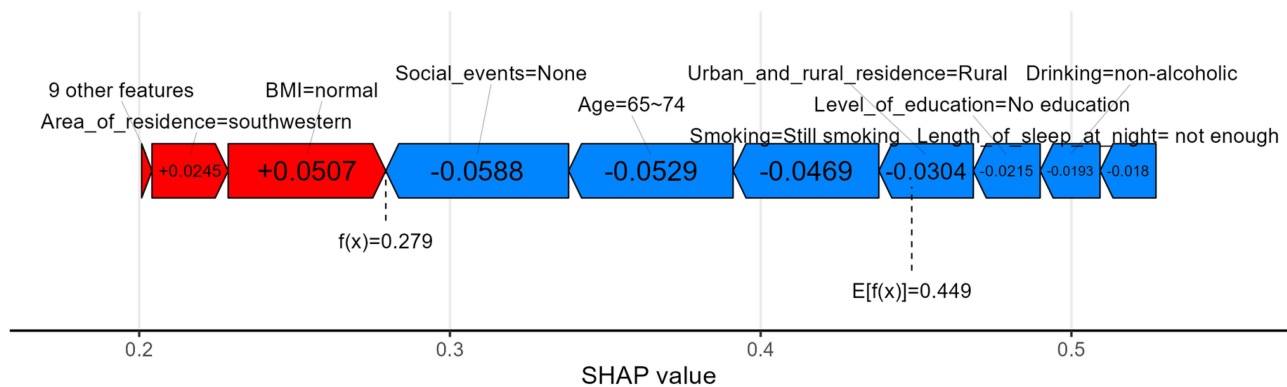 Social_events=None
Urban_and_rural_residence=Rural
Drinking=non-alcoholic
9 other features
BMI=normal
Age=65~74
Level_of_education=No education
Area_of_residence=southwestern
Smoking=Still smoking
Length_of_sleep_at_night= not enough
+0.0245
+0.0507
-0.0588
-0.0529
-0.0469
-0.0304
-0.0215
-0.0193
-0.018
f(x)=0.279
E[f(x)]=0.449
0.2
0.3
0.4
0.5
SHAP value